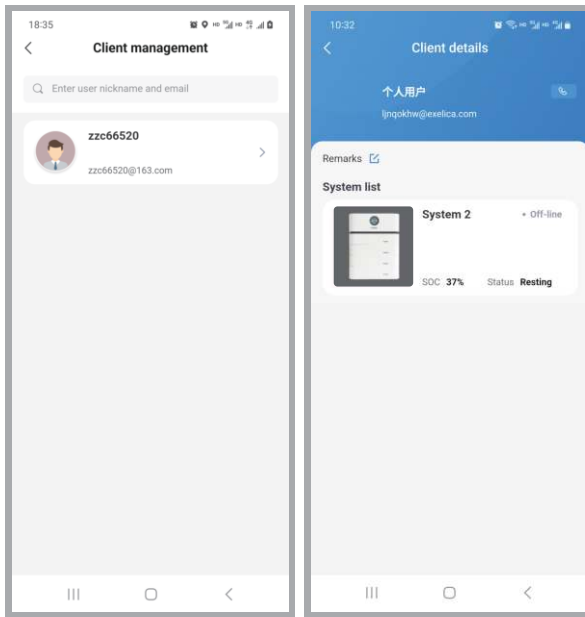 18:35
Client management
Enter user nickname and email
zzc66520
zzc66520@163.com
10:32
Client details
个人用户
ljnqokhw@exelica.com
Remarks
System list
System 2
• Off-line
SOC 37%
Status Resting